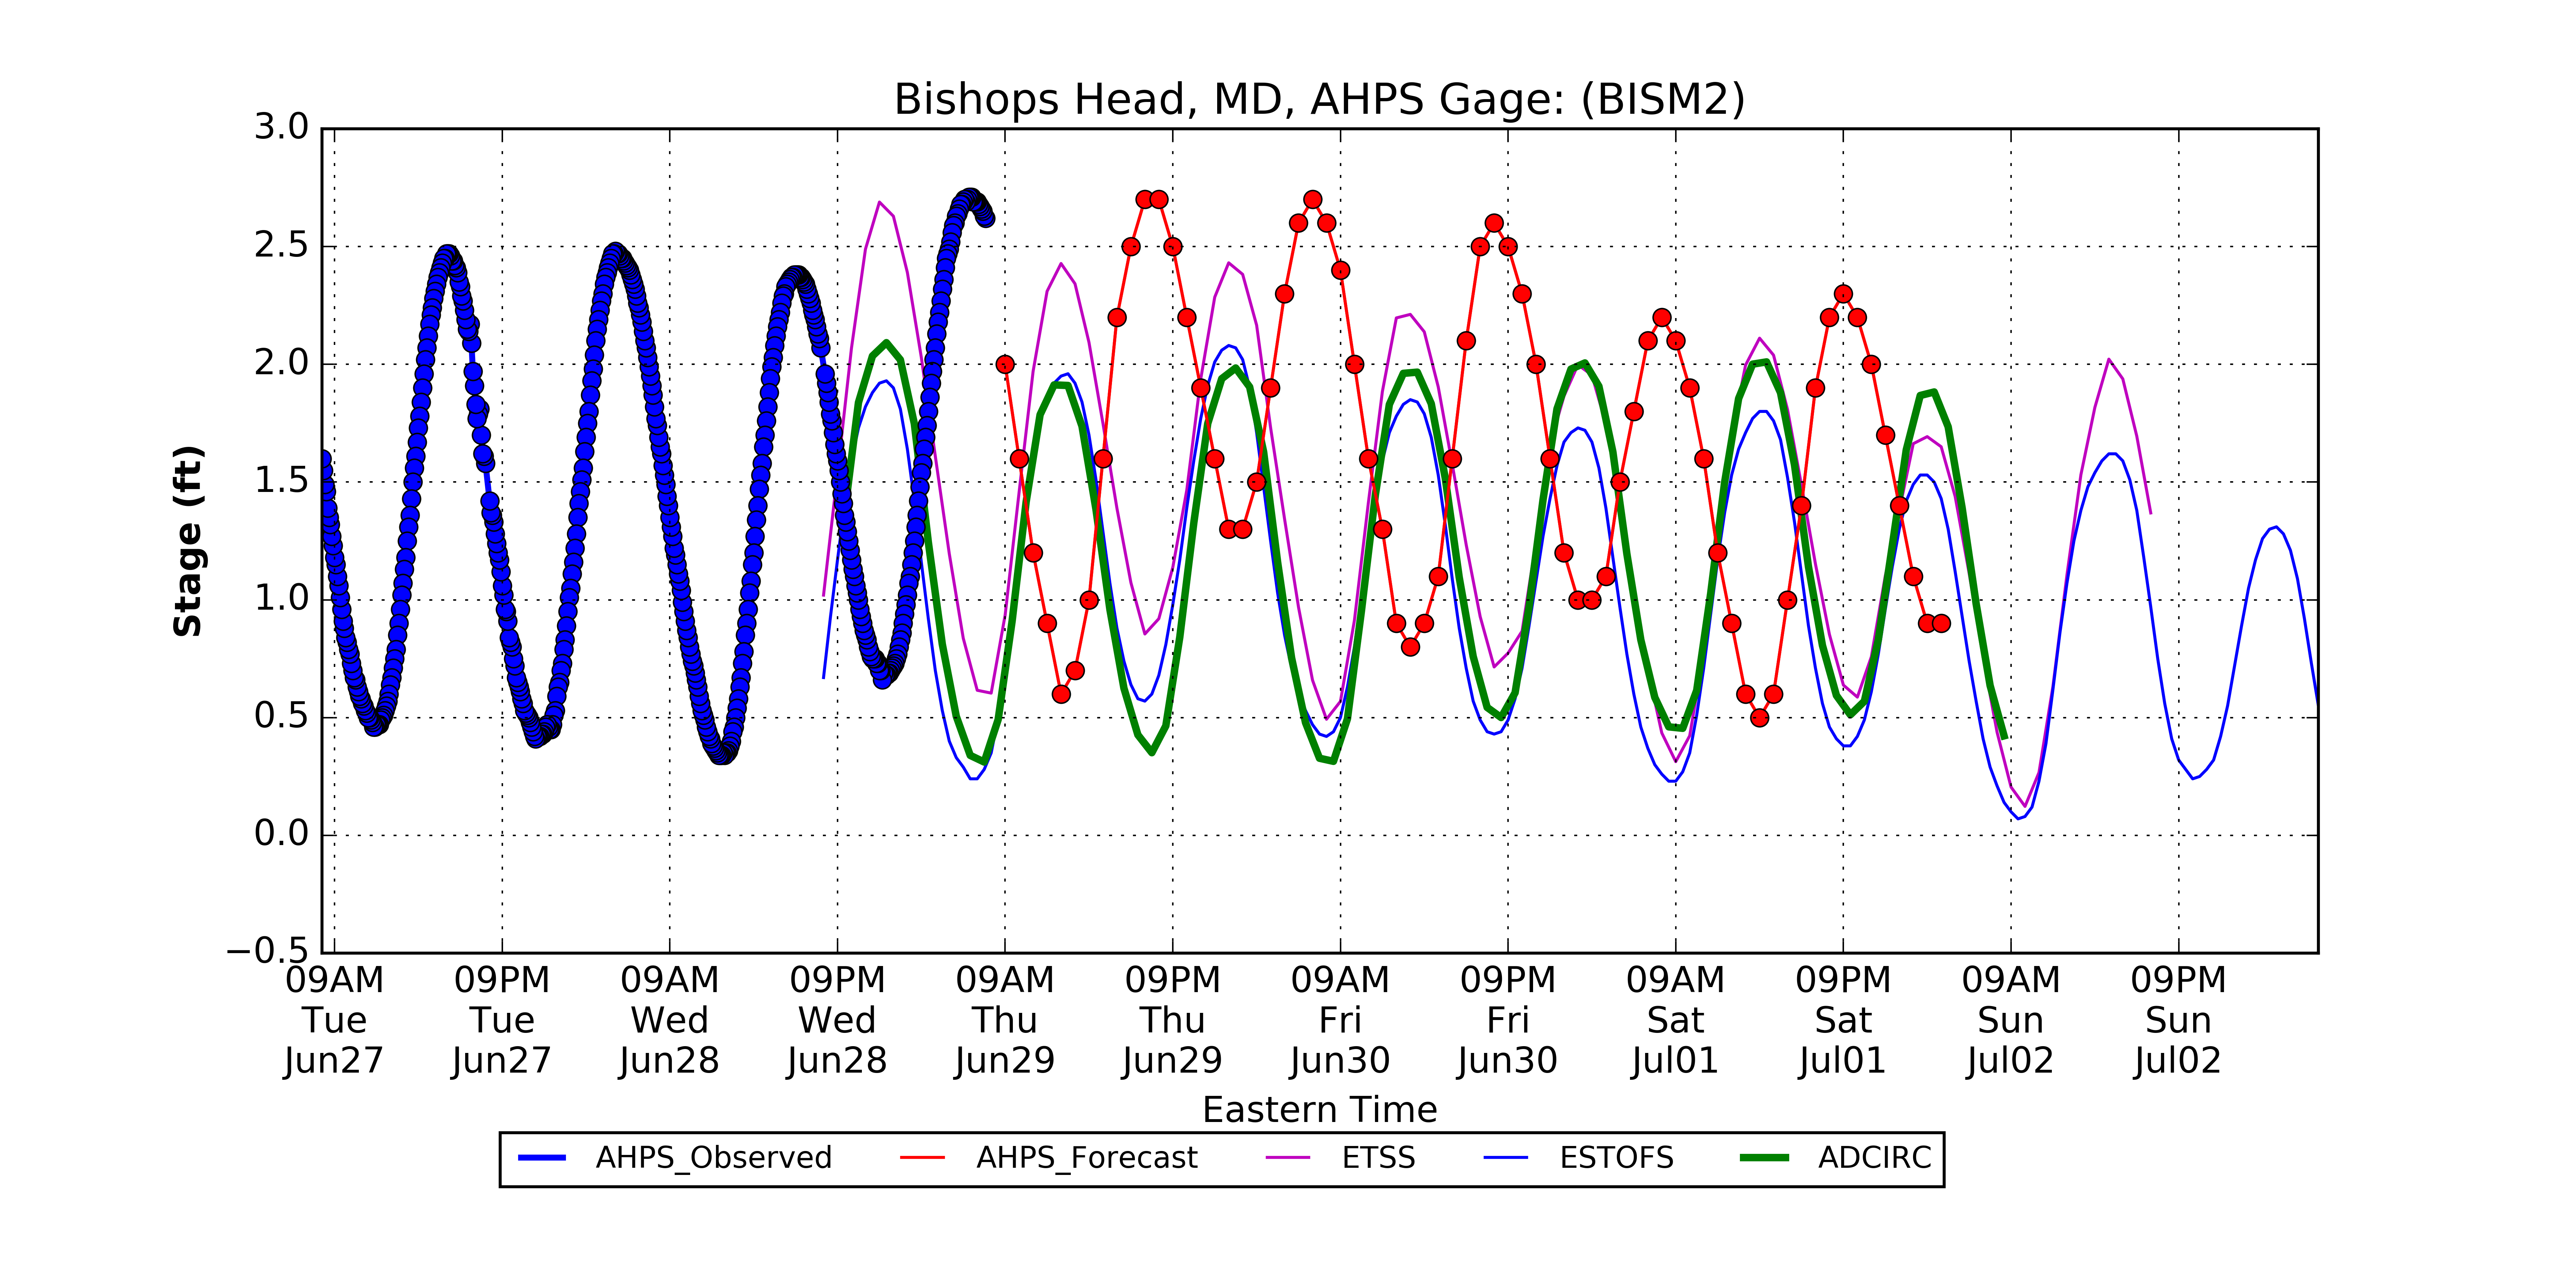 Bishops Head, MD, AHPS Gage: (BISM2)
3.0
2.5
2.0
1.5
1.0
0.5
0.0
−0.5
Stage (ft)
09AM 09PM 09AM 09PM 09AM 09PM 09AM 09PM 09AM 09PM 09AM 09PM
Tue Tue Wed Wed Thu Thu Fri Fri Sat Sat Sun Sun
Jun27 Jun27 Jun28 Jun28 Jun29 Jun29 Jun30 Jun30 Jul01 Jul01 Jul02 Jul02
Eastern Time
AHPS_Observed AHPS_Forecast ETSS ESTOFS ADCIRC